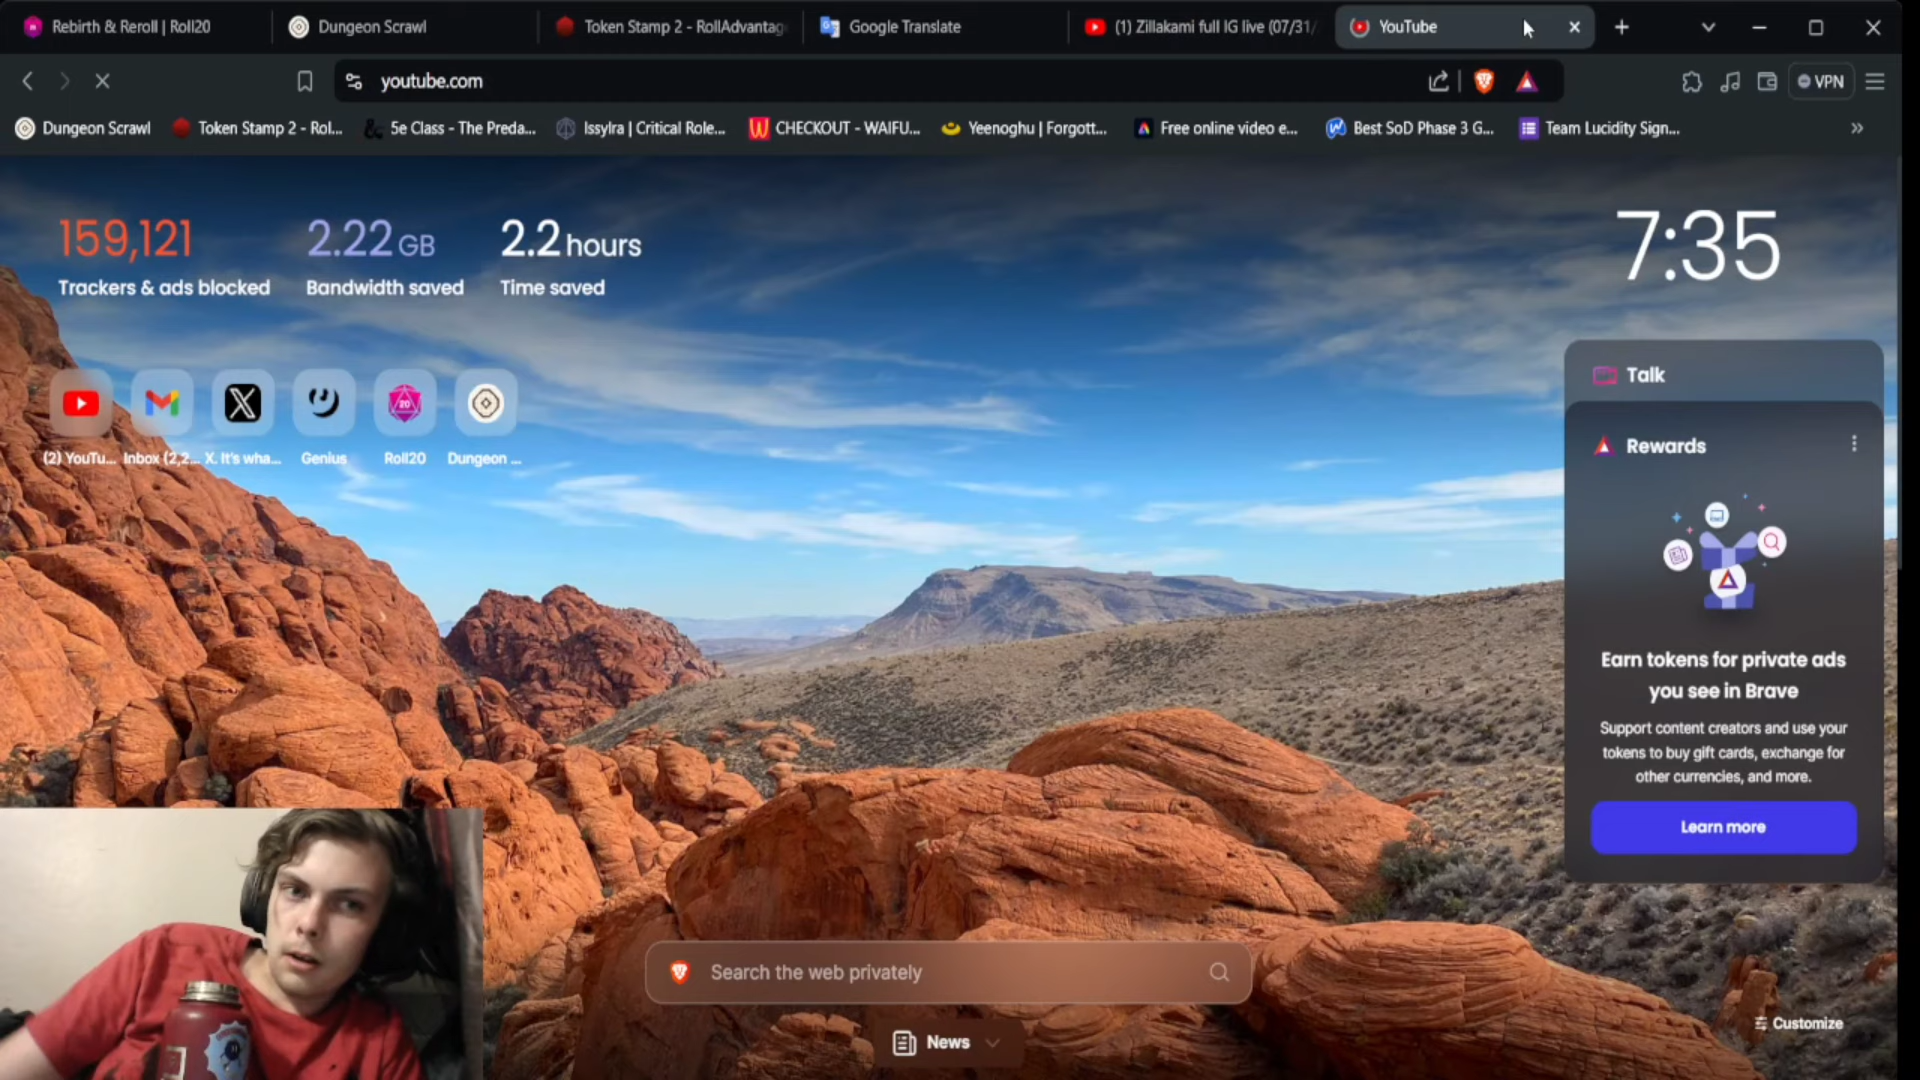 Rebirth & Reroll | Roll20
Dungeon Scrawl
Token Stamp 2 - RollAdvantag
Google Translate
(1) Zillakami full IG live (07/31/
YouTube
youtube.com
VPN
Dungeon Scrawl
Token Stamp 2 - Rol...
5e Class - The Preda...
Issylra | Critical Role...
CHECKOUT - WAIFU...
Yeenoghu | Forgott...
Free online video e...
Best SoD Phase 3 G...
Team Lucidity Sign...
159,121
Trackers & ads blocked
2.22 GB
Bandwidth saved
2.2 hours
Time saved
7:35
(2) YouTu...
Inbox (2,2...
X. It's wha...
Genius
Roll20
Dungeon ...
Talk
Rewards
Earn tokens for private ads
you see in Brave
Support content creators and use your
tokens to buy gift cards, exchange for
other currencies, and more.
Learn more
Search the web privately
News
Customize